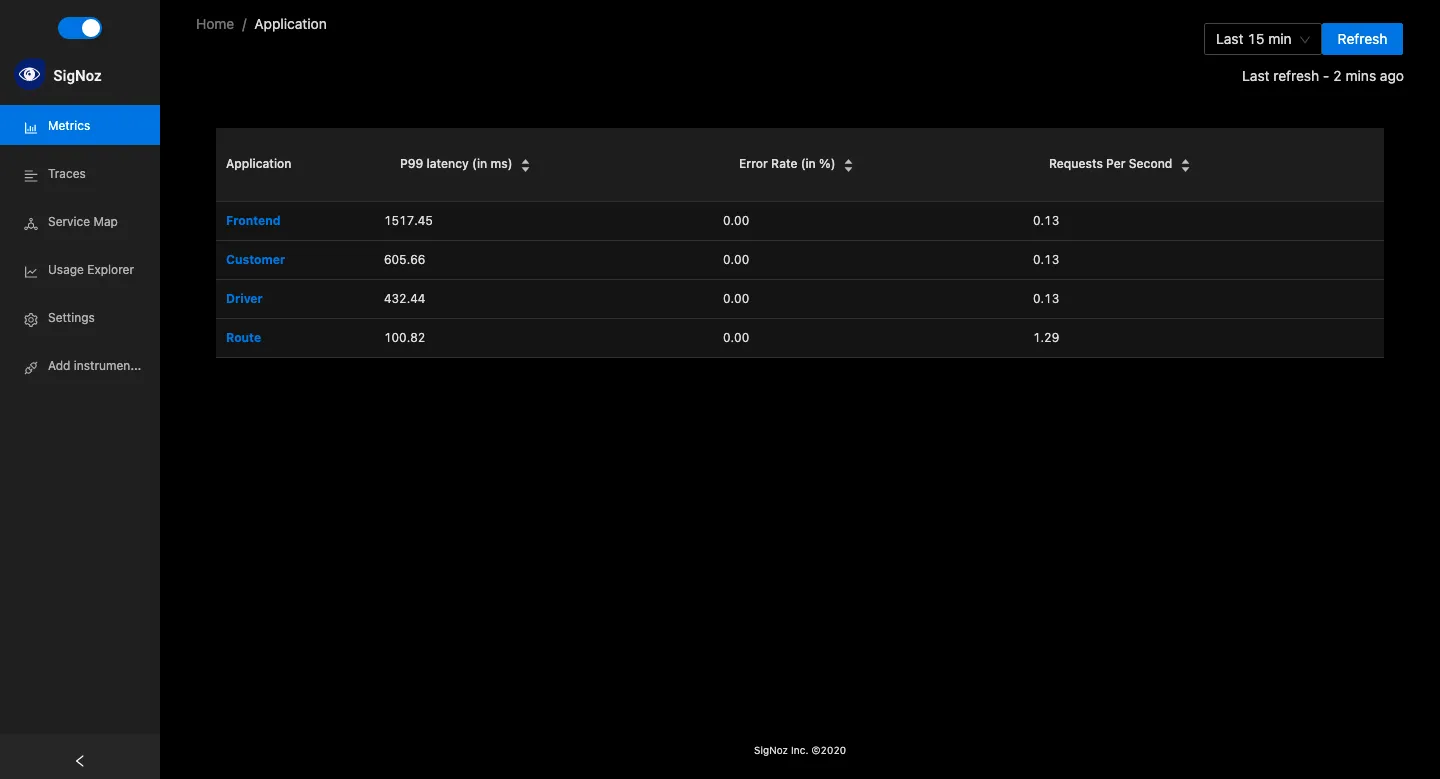 Home / Application
Last 15 min
Refresh
Last refresh - 2 mins ago
SigNoz
Metrics
Traces
Service Map
Usage Explorer
Settings
Add instrumen...
Application P99 latency (in ms) Error Rate (in %) Requests Per Second
Frontend 1517.45 0.00 0.13
Customer 605.66 0.00 0.13
Driver 432.44 0.00 0.13
Route 100.82 0.00 1.29
SigNoz Inc. ©2020